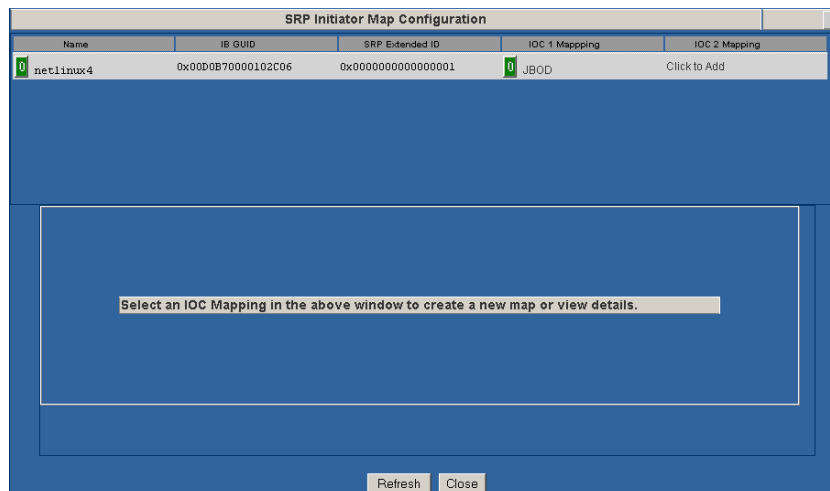 SRP Initiator Map Configuration
Name IB GUID SRP Extended ID IOC 1 Mappping IOC 2 Mapping
0 netlinux4 0x00D0B70000102C06 0x0000000000000001 0 JBOD Click to Add
Select an IOC Mapping in the above window to create a new map or view details.
Refresh Close